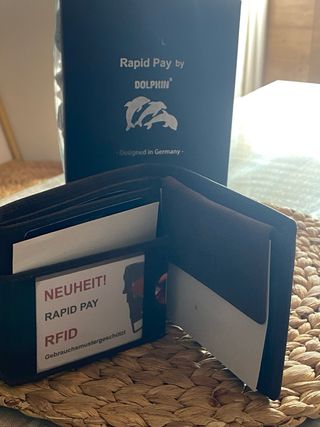 Rapid Pay by
DOLPHIN®
- Designed in Germany -
NEUHEIT!
RAPID PAY
RFID
Gebrauchsmustergeschützt